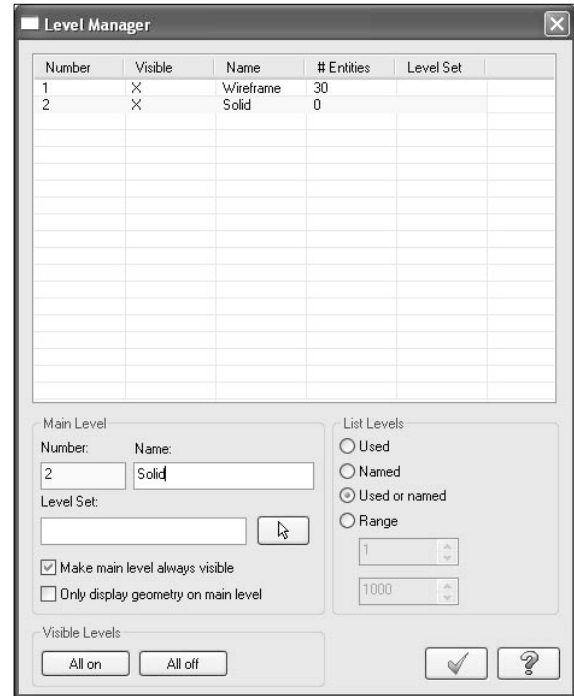 Level Manager
Number Visible Name # Entities Level Set
1 X Wireframe 30
2 X Solid 0
Main Level
Number: Name:
2 Solid
Level Set:
Make main level always visible
Only display geometry on main level
List Levels
Used
Named
Used or named
Range
1
1000
Visible Levels
All on All off